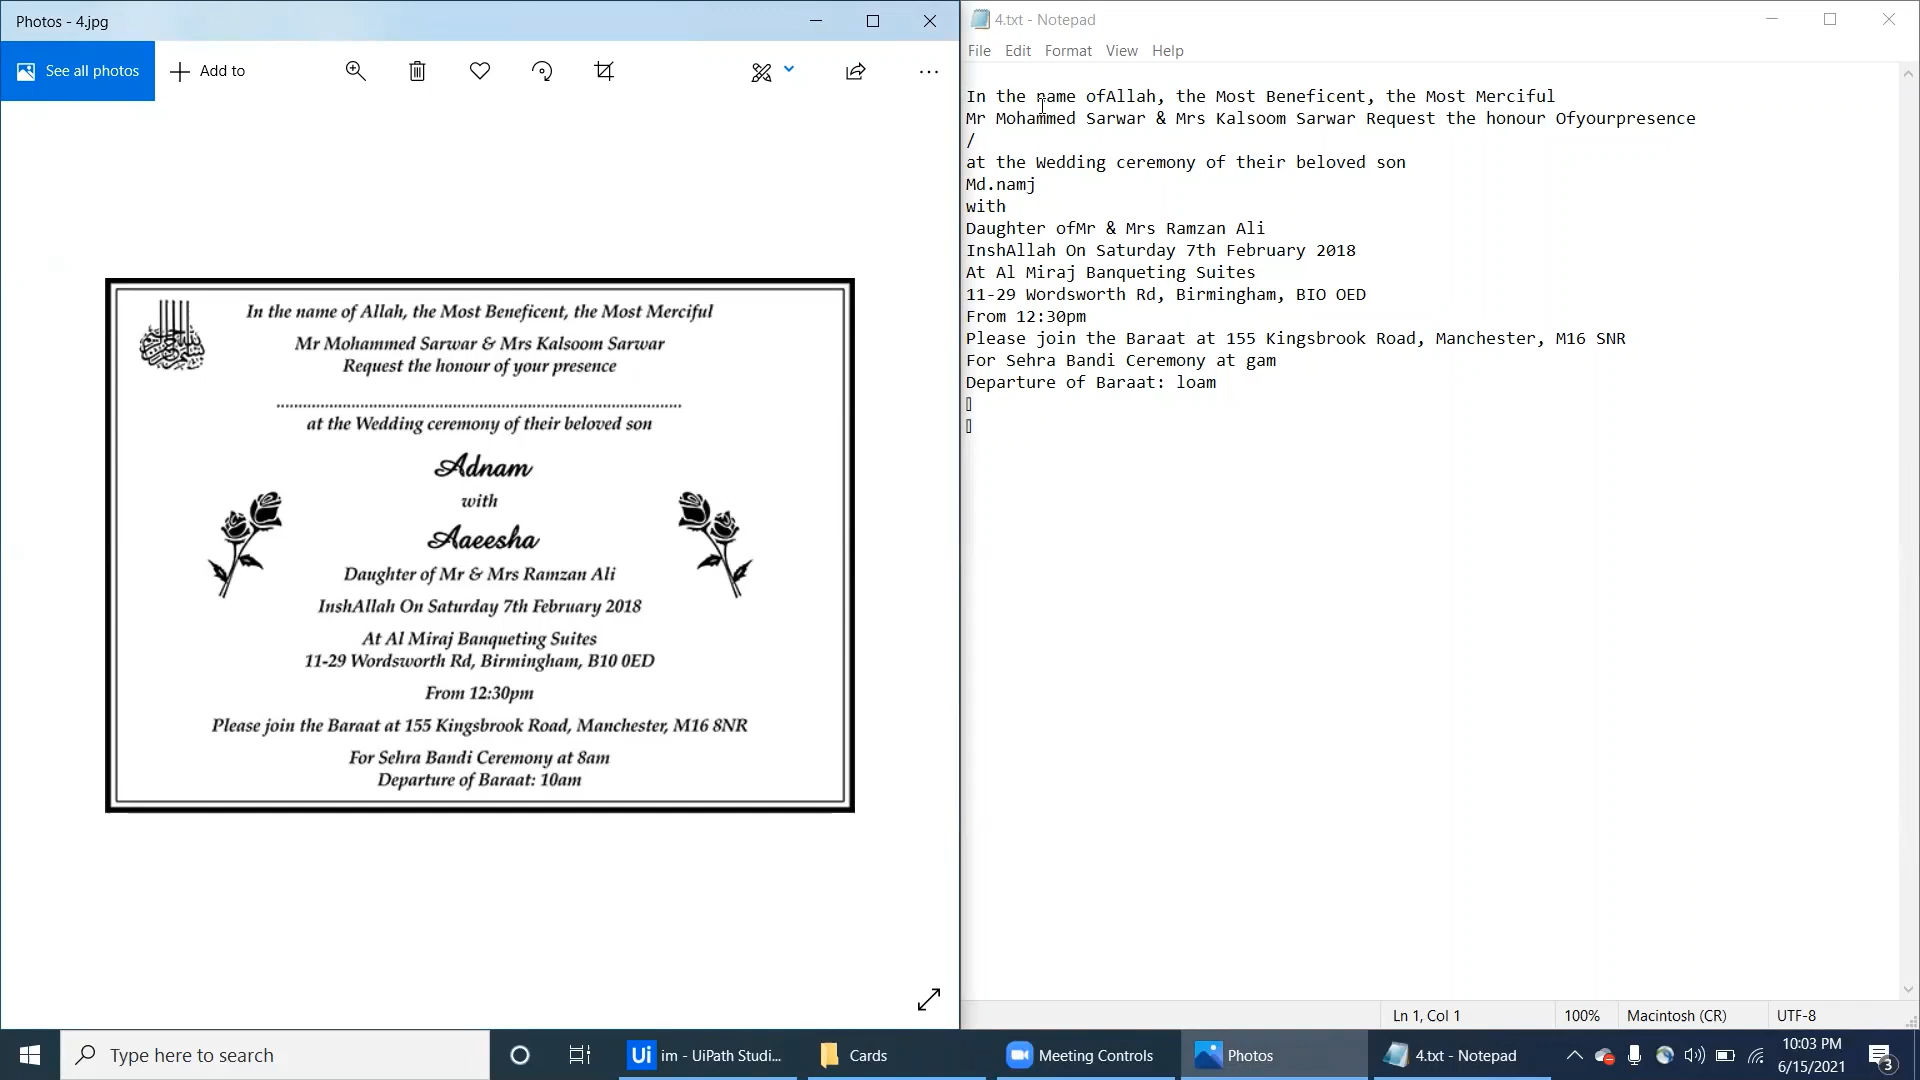 Photos - 4.jpg
See all photos
Add to
In the name of Allah, the Most Beneficent, the Most Merciful
Mr Mohammed Sarwar & Mrs Kalsoom Sarwar
Request the honour of your presence
at the Wedding ceremony of their beloved son
Adnam
with
Aaeesha
Daughter of Mr & Mrs Ramzan Ali
InshAllah On Saturday 7th February 2018
At Al Miraj Banqueting Suites
11-29 Wordsworth Rd, Birmingham, B10 0ED
From 12:30pm
Please join the Baraat at 155 Kingsbrook Road, Manchester, M16 8NR
For Sehra Bandi Ceremony at 8am
Departure of Baraat: 10am
4.txt - Notepad
File Edit Format View Help
In the name ofAllah, the Most Beneficent, the Most Merciful
Mr Mohammed Sarwar & Mrs Kalsoom Sarwar Request the honour Ofyourpresence
/
at the Wedding ceremony of their beloved son
Md.namj
with
Daughter ofMr & Mrs Ramzan Ali
InshAllah On Saturday 7th February 2018
At Al Miraj Banqueting Suites
11-29 Wordsworth Rd, Birmingham, BIO OED
From 12:30pm
Please join the Baraat at 155 Kingsbrook Road, Manchester, M16 SNR
For Sehra Bandi Ceremony at gam
Departure of Baraat: loam
Ln 1, Col 1 100% Macintosh (CR) UTF-8
Type here to search
Ui im - UiPath Studi...
Cards
Meeting Controls
Photos
4.txt - Notepad
10:03 PM
6/15/2021
3